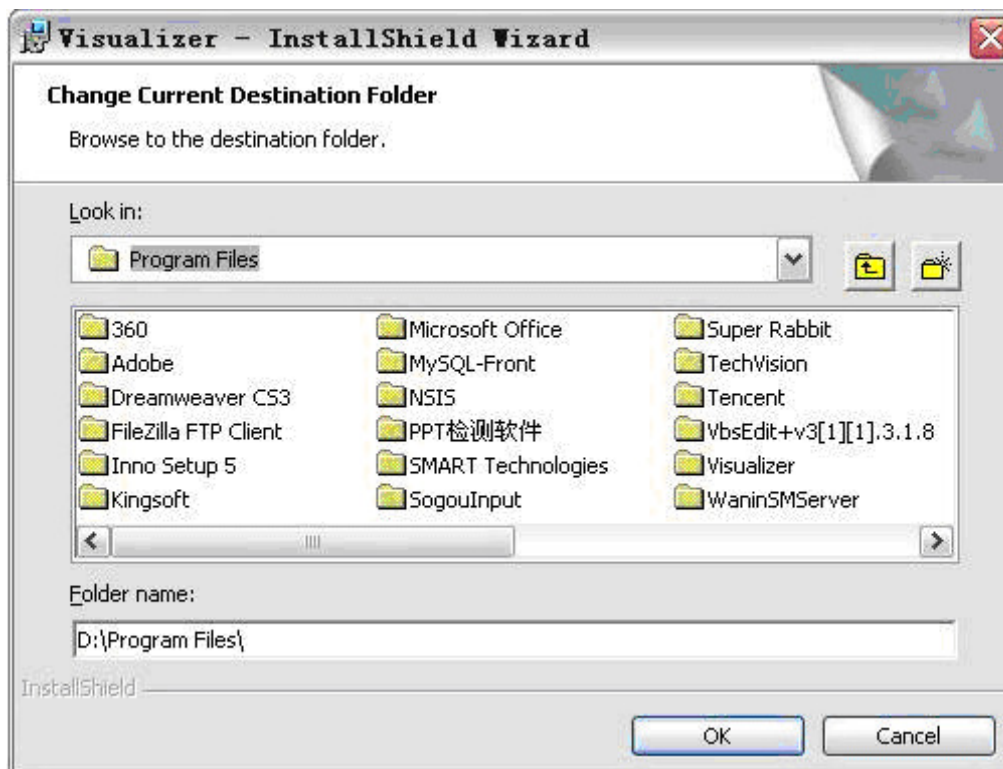 Visualizer - InstallShield Wizard
Change Current Destination Folder
Browse to the destination folder.
Look in:
Program Files
360
Adobe
Dreamweaver CS3
FileZilla FTP Client
Inno Setup 5
Kingsoft
Microsoft Office
MySQL-Front
NSIS
PPT检测软件
SMART Technologies
SogouInput
Super Rabbit
TechVision
Tencent
VbsEdit+v3[1][1].3.1.8
Visualizer
WaninSMServer
Folder name:
D:\Program Files\
InstallShield
OK
Cancel